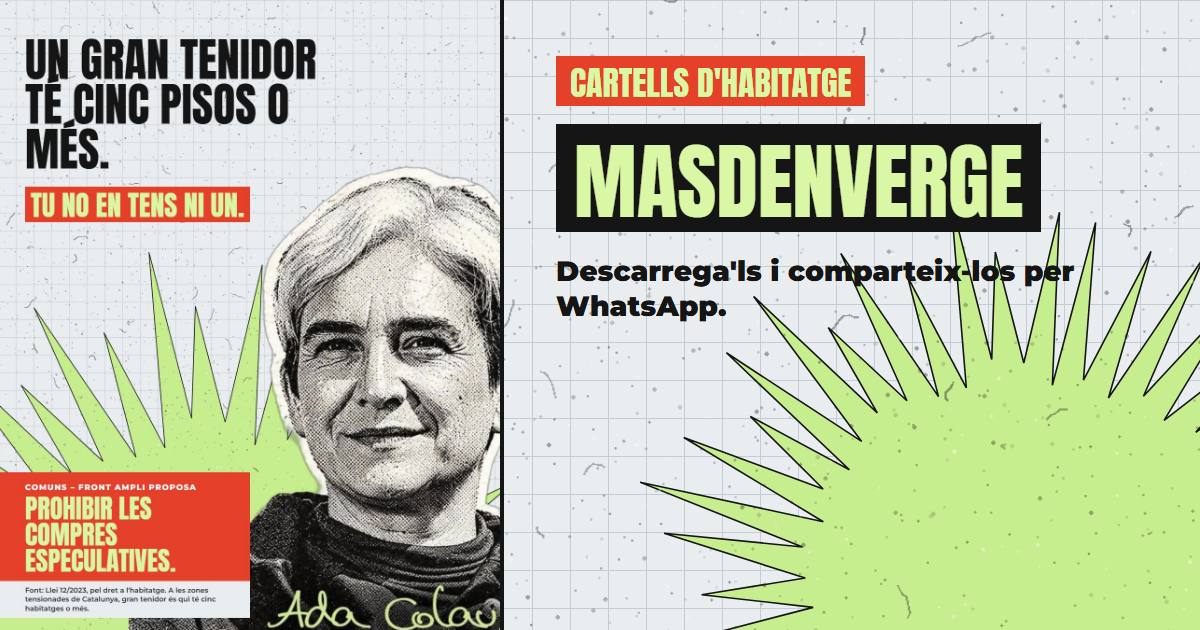 UN GRAN TENIDOR
TÉ CINC PISOS O
MÉS.
TU NO EN TENS NI UN.
COMUNS – FRONT AMPLI PROPOSA
PROHIBIR LES
COMPRES
ESPECULATIVES.
Font: Llei 12/2023, pel dret a l'habitatge. A les zones
tensionades de Catalunya, gran tenidor és qui té cinc
habitatges o més.
Ada Colau
CARTELLS D'HABITATGE
MASDENVERGE
Descarrega'ls i comparteix-los per
WhatsApp.